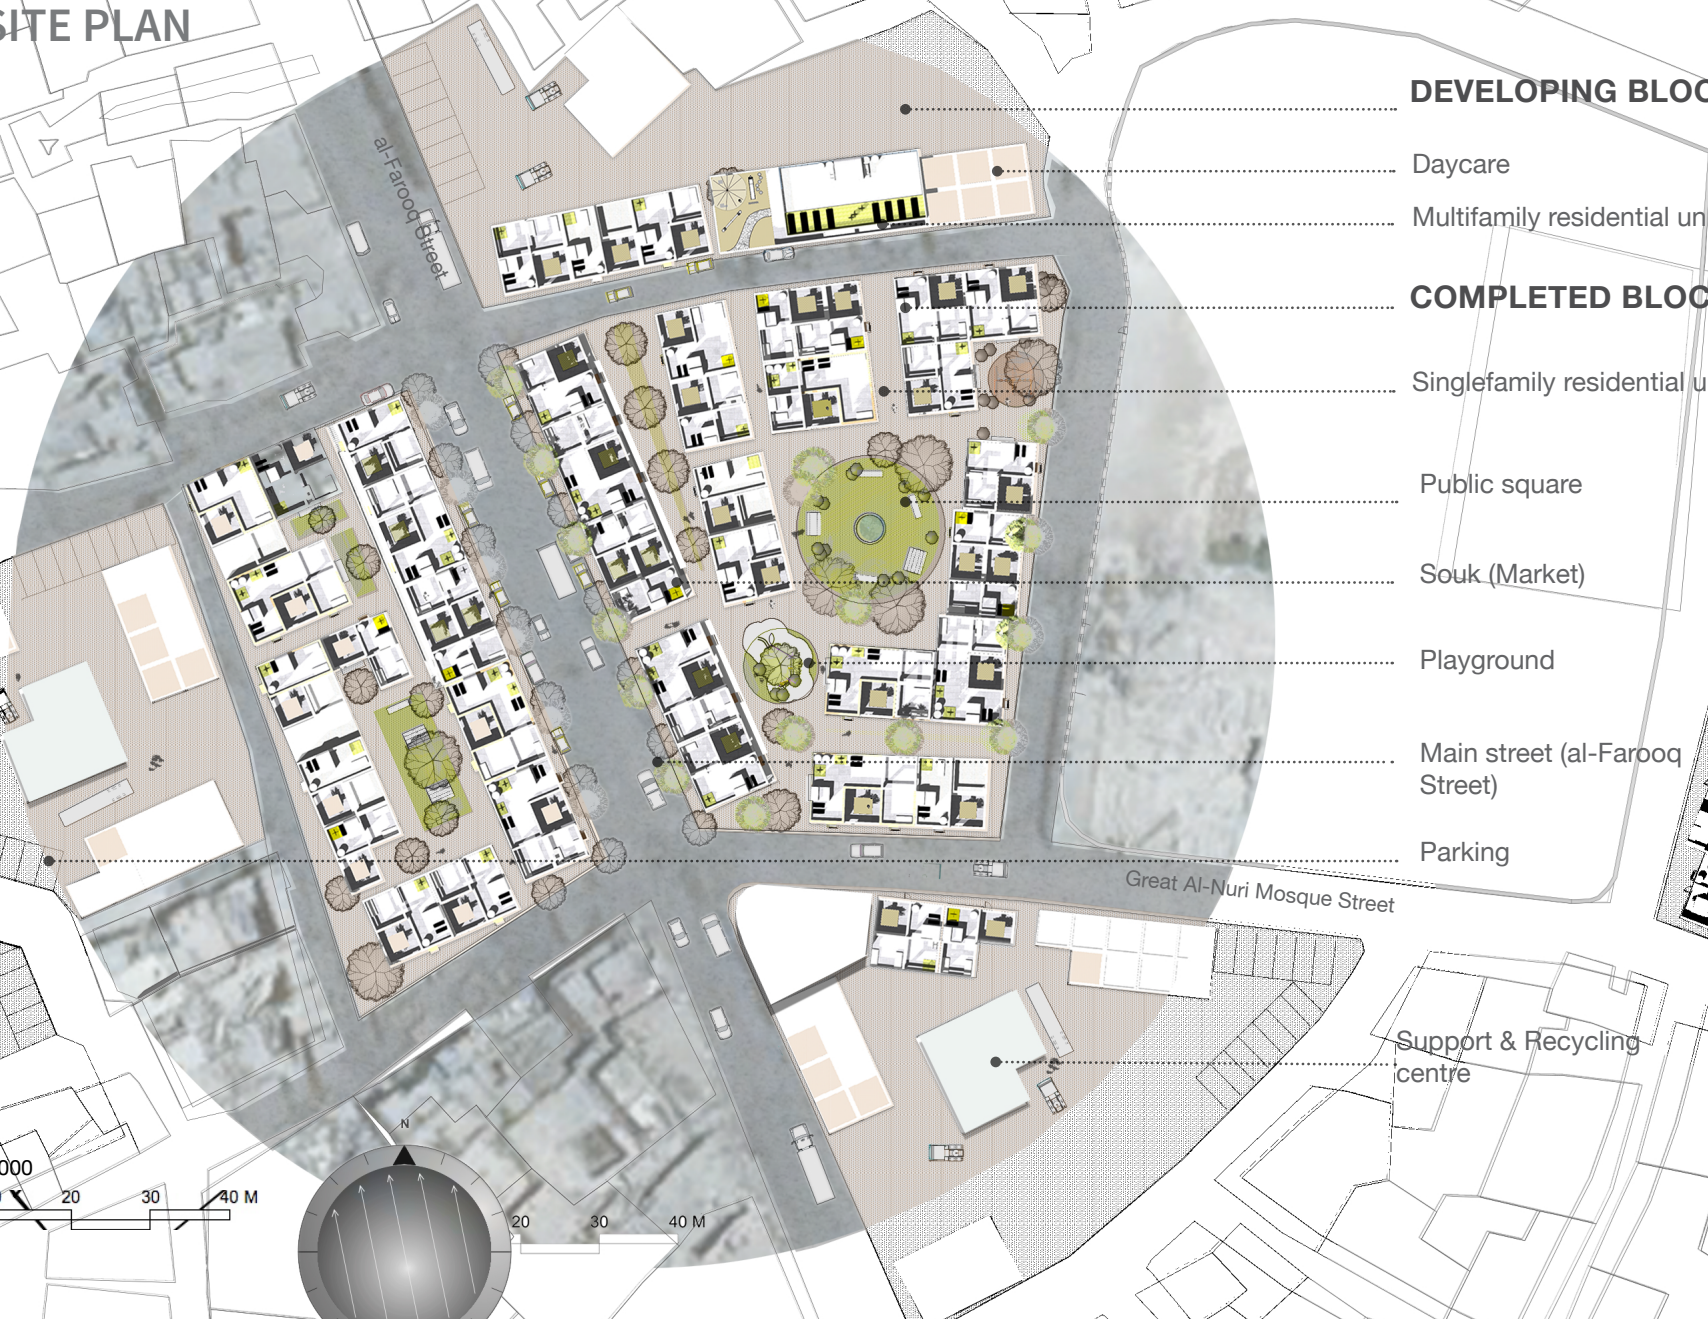 SITE PLAN
DEVELOPING BLOC
Daycare
Multifamily residential un
COMPLETED BLOC
Singlefamily residential u
Public square
Souk (Market)
Playground
Main street (al-Farooq
Street)
Parking
al-Farooq Street
Great Al-Nuri Mosque Street
Support & Recycling
centre
N
000
0 20 30 40 M
20 30 40 M